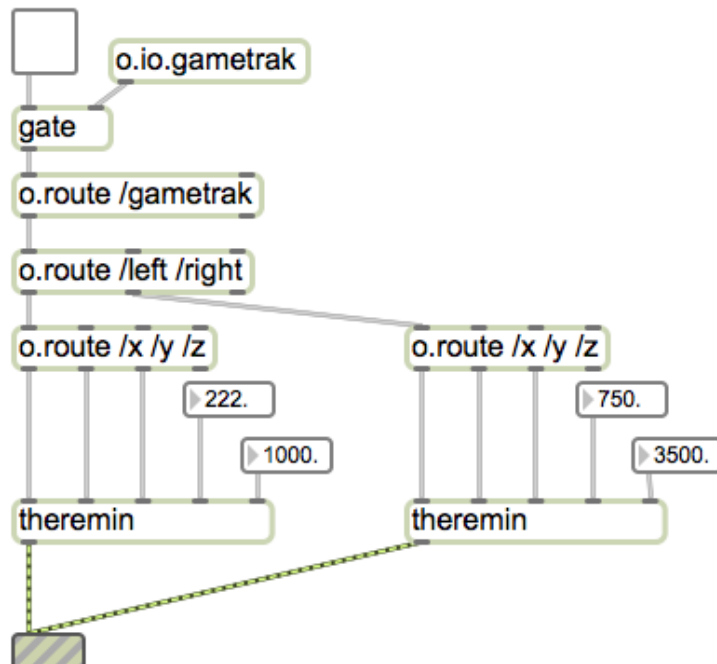 o.io.gametrak
gate
o.route /gametrak
o.route /left /right
o.route /x /y /z
o.route /x /y /z
222.
750.
1000.
3500.
theremin
theremin